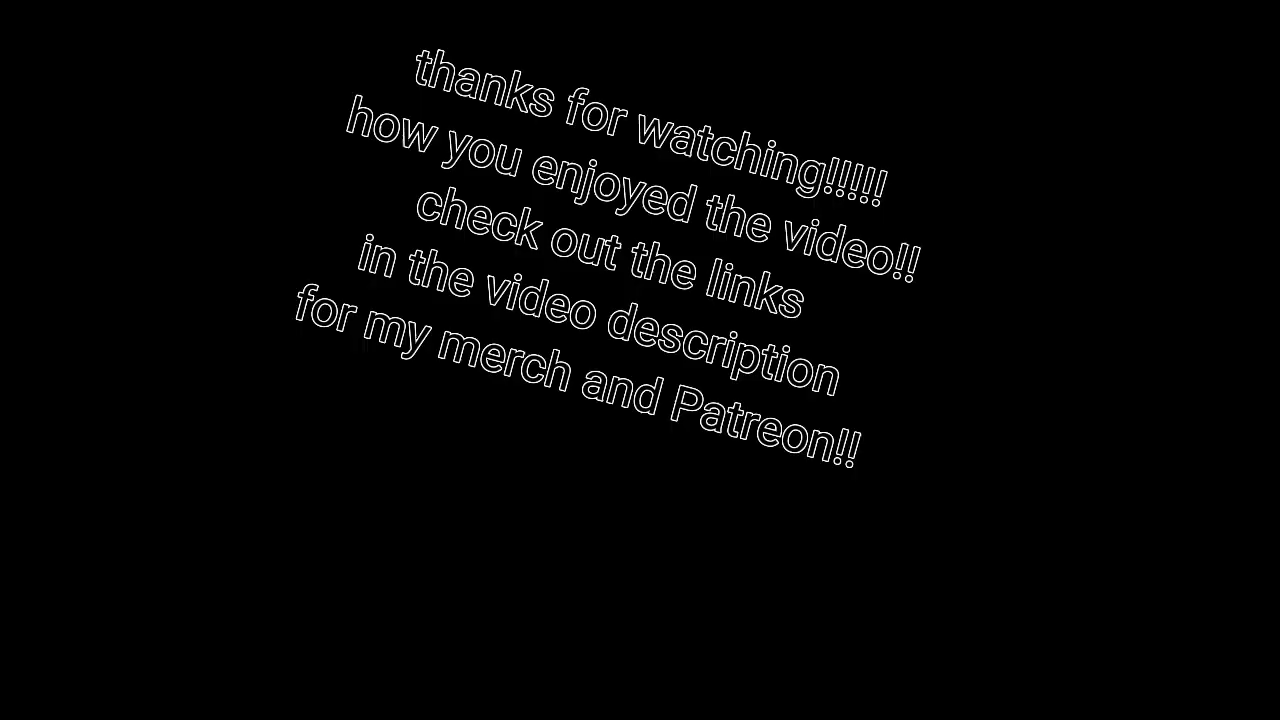 thanks for watching!!!!!
how you enjoyed the video!!
check out the links
in the video description
for my merch and Patreon!!